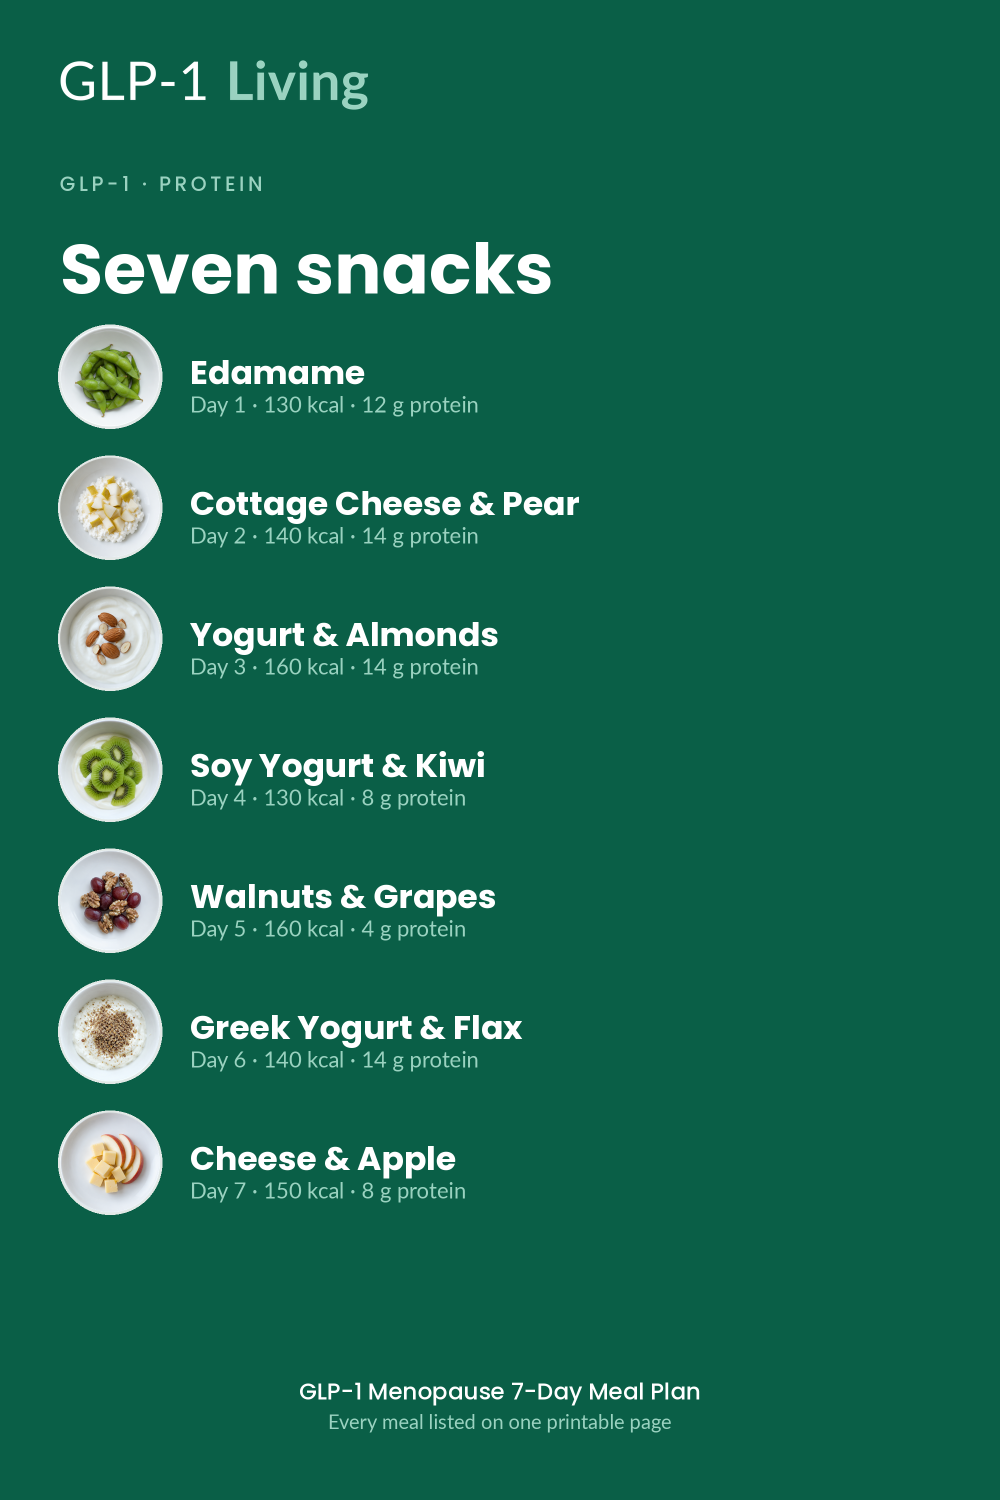 GLP-1 Living
GLP-1 · PROTEIN
Seven snacks
Edamame
Day 1 · 130 kcal · 12 g protein
Cottage Cheese & Pear
Day 2 · 140 kcal · 14 g protein
Yogurt & Almonds
Day 3 · 160 kcal · 14 g protein
Soy Yogurt & Kiwi
Day 4 · 130 kcal · 8 g protein
Walnuts & Grapes
Day 5 · 160 kcal · 4 g protein
Greek Yogurt & Flax
Day 6 · 140 kcal · 14 g protein
Cheese & Apple
Day 7 · 150 kcal · 8 g protein
GLP-1 Menopause 7-Day Meal Plan
Every meal listed on one printable page